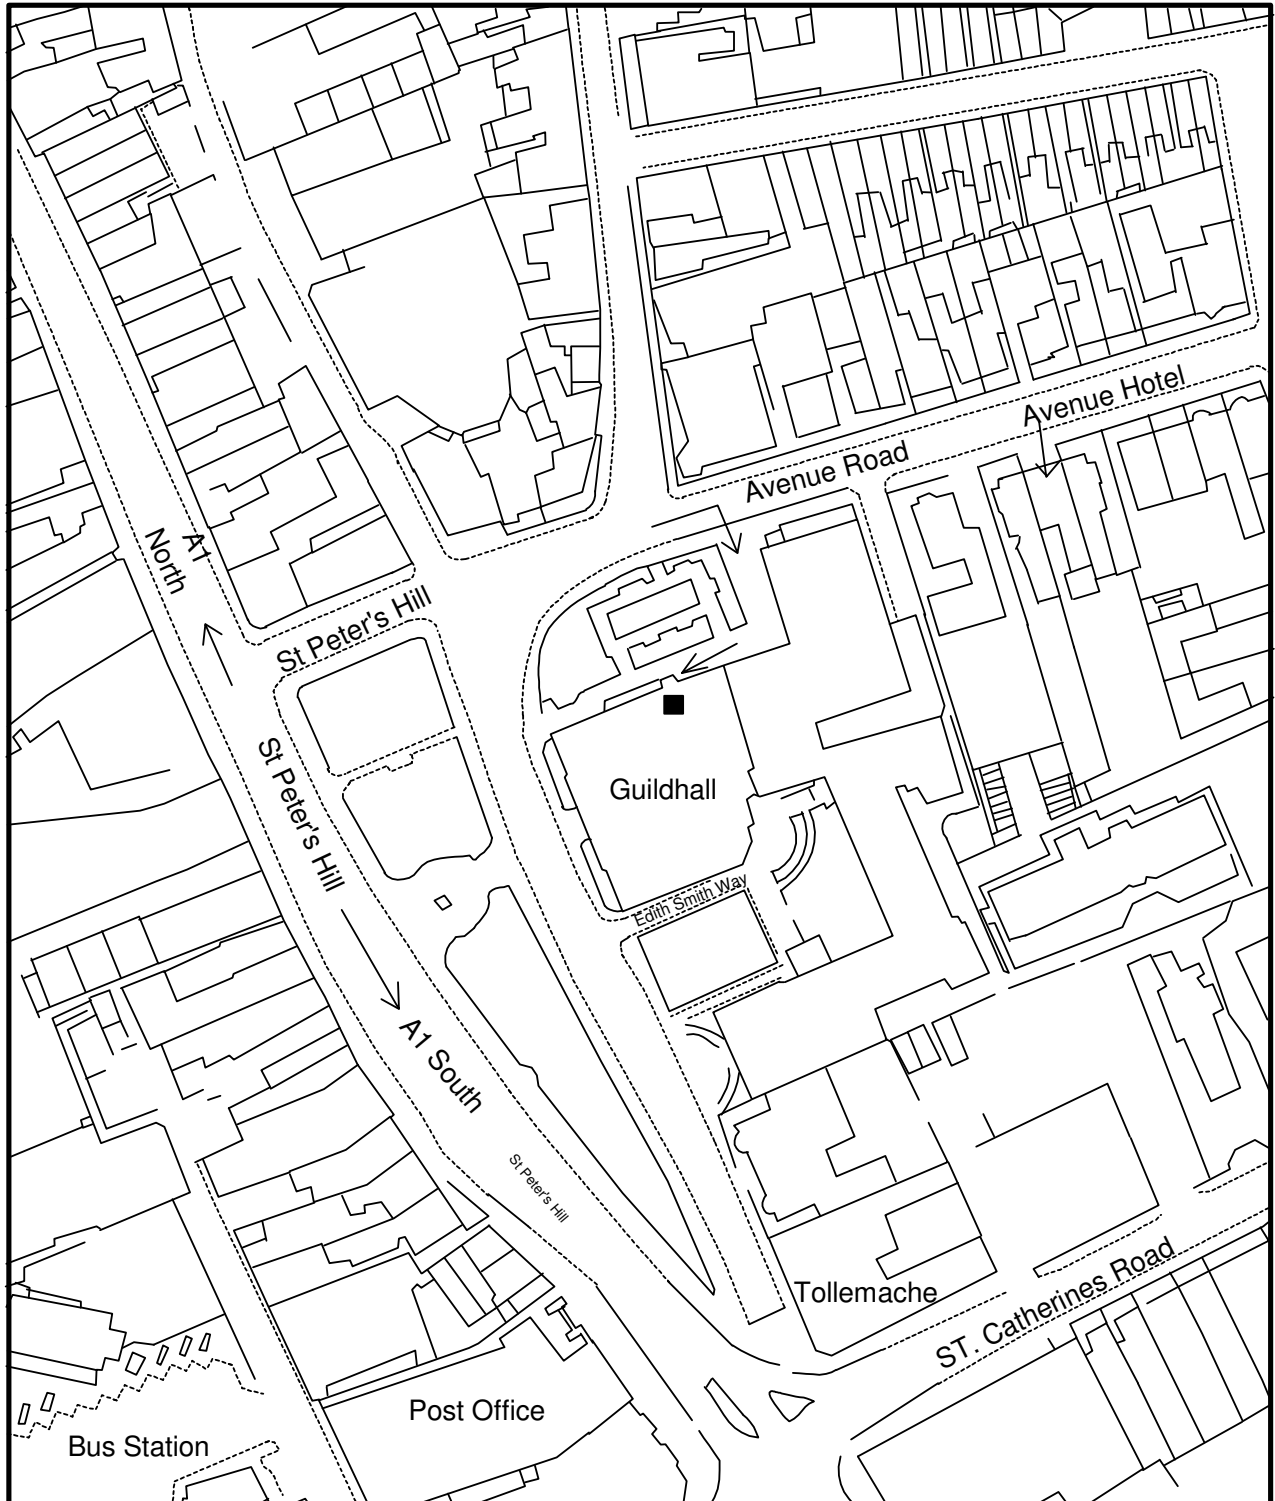 Avenue Hotel
Avenue Road
A1
North
St Peter's Hill
St Peter's Hill
Guildhall
Edith Smith Way
A1 South
St Peter's Hill
Tollemache
ST. Catherines Road
Post Office
Bus Station